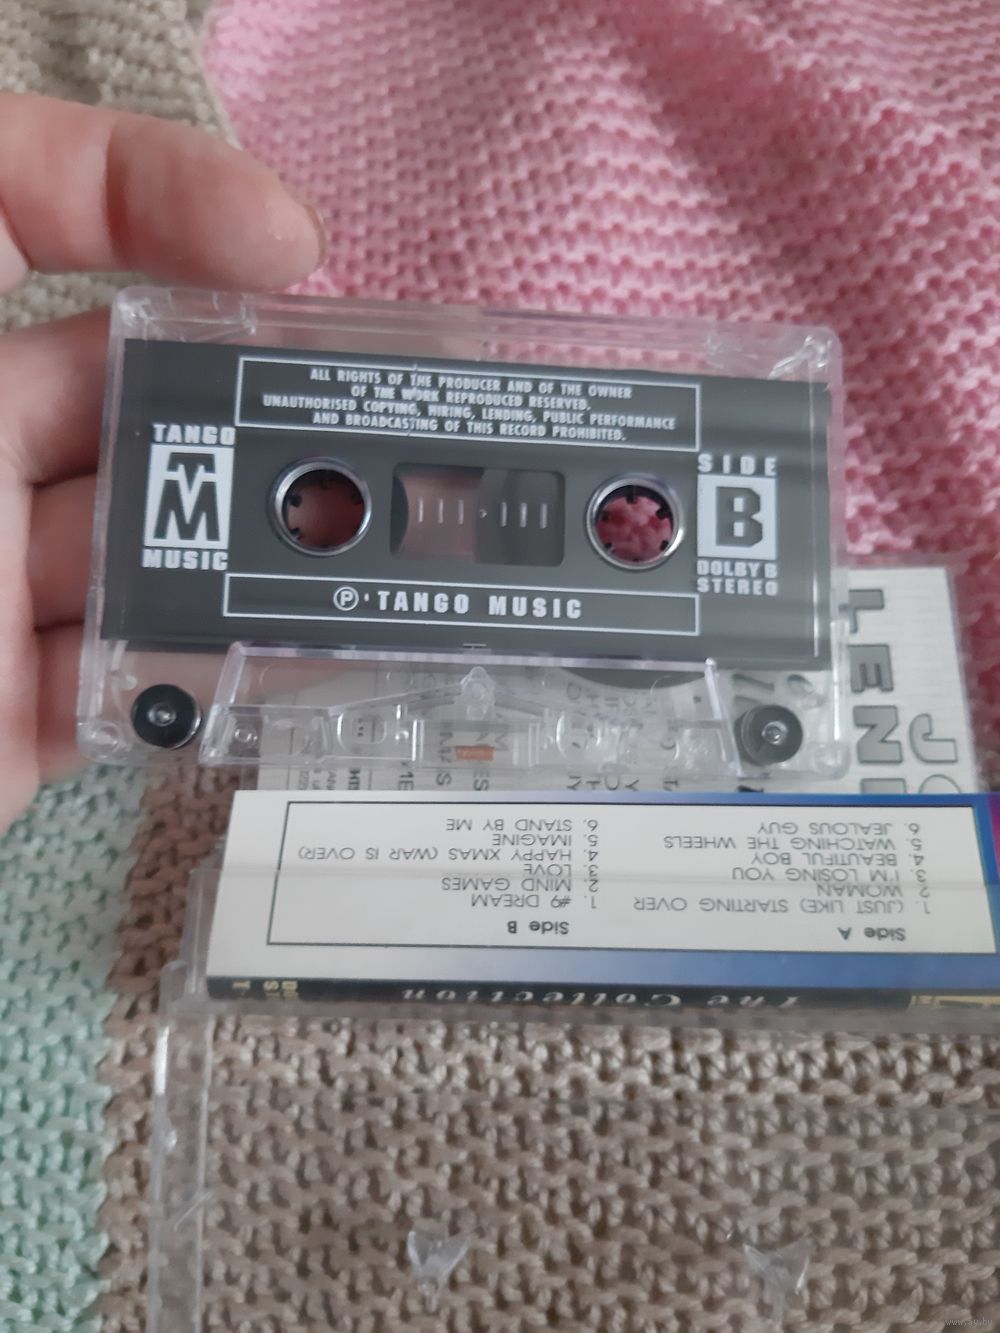 ALL RIGHTS OF THE PRODUCER AND OF THE OWNER
OF THE WORK REPRODUCED RESERVED.
UNAUTHORISED COPYING, HIRING, LENDING, PUBLIC PERFORMANCE
AND BROADCASTING OF THIS RECORD PROHIBITED.
TANGO
TM
MUSIC
SIDE
B
DOLBY B
STEREO
Ⓟ TANGO MUSIC
Side A
1. (JUST LIKE) STARTING OVER
2. WOMAN
3. I'M LOSING YOU
4. BEAUTIFUL BOY
5. WATCHING THE WHEELS
6. JEALOUS GUY
Side B
1. #9 DREAM
2. MIND GAMES
3. LOVE
4. HAPPY XMAS (WAR IS OVER)
5. IMAGINE
6. STAND BY ME
The Collection
www.ay.by